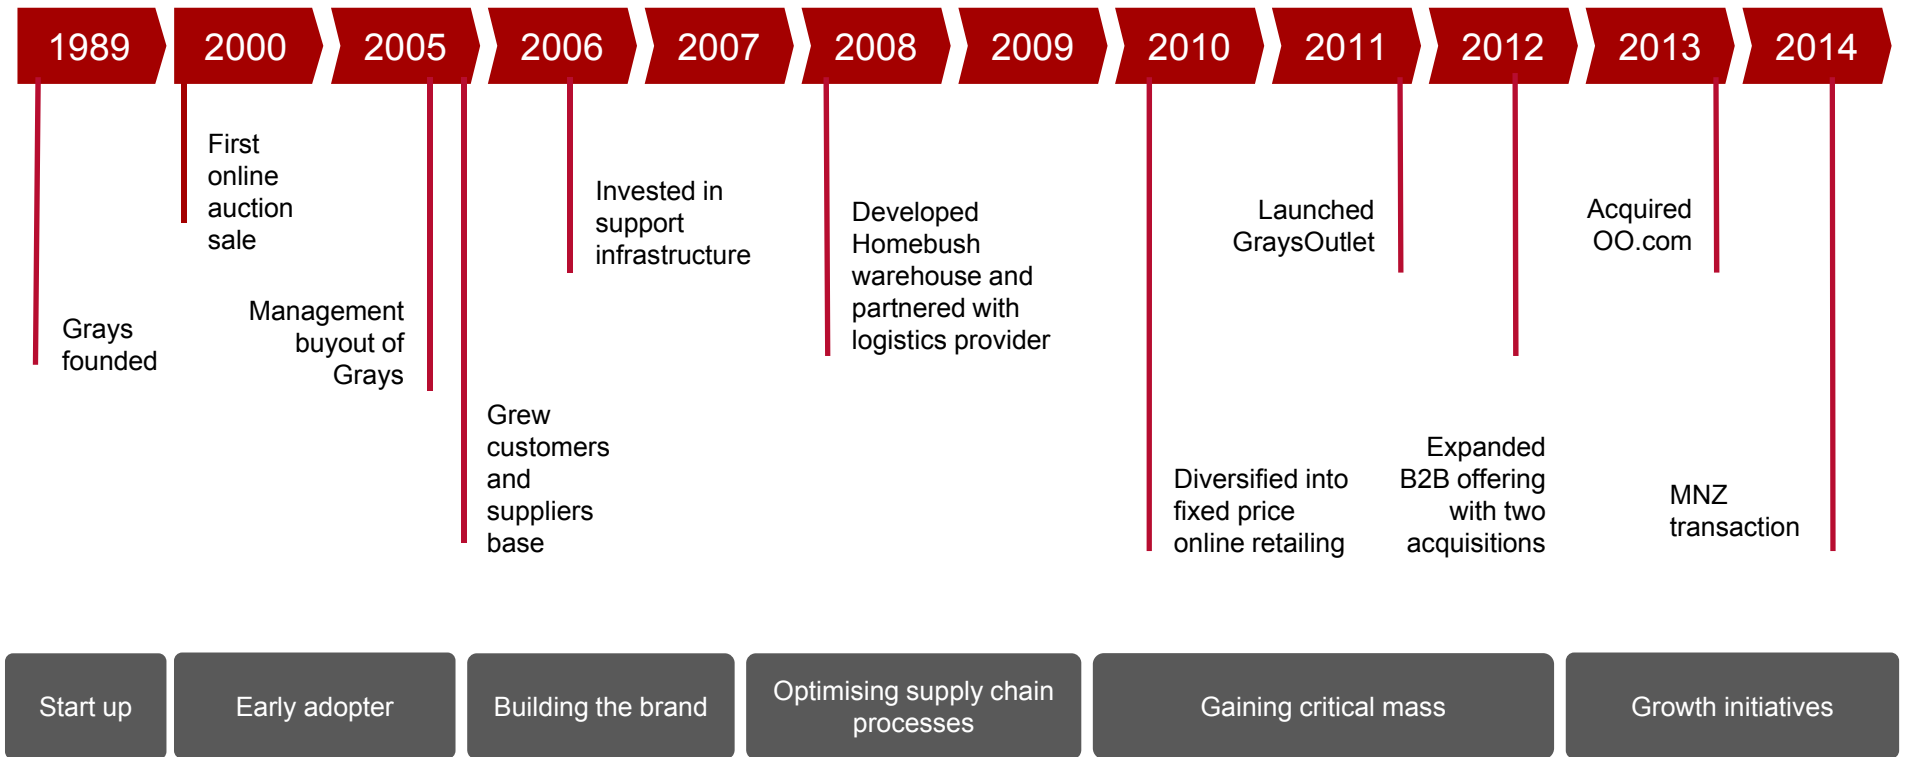 1989
2000
2005
2006
2007
2008
2009
2010
2011
2012
2013
2014
Grays
founded
First
online
auction
sale
Management
buyout of
Grays
Grew
customers
and
suppliers
base
Invested in
support
infrastructure
Developed
Homebush
warehouse and
partnered with
logistics provider
Diversified into
fixed price
online retailing
Launched
GraysOutlet
Expanded
B2B offering
with two
acquisitions
Acquired
OO.com
MNZ
transaction
Start up
Early adopter
Building the brand
Optimising supply chain
processes
Gaining critical mass
Growth initiatives